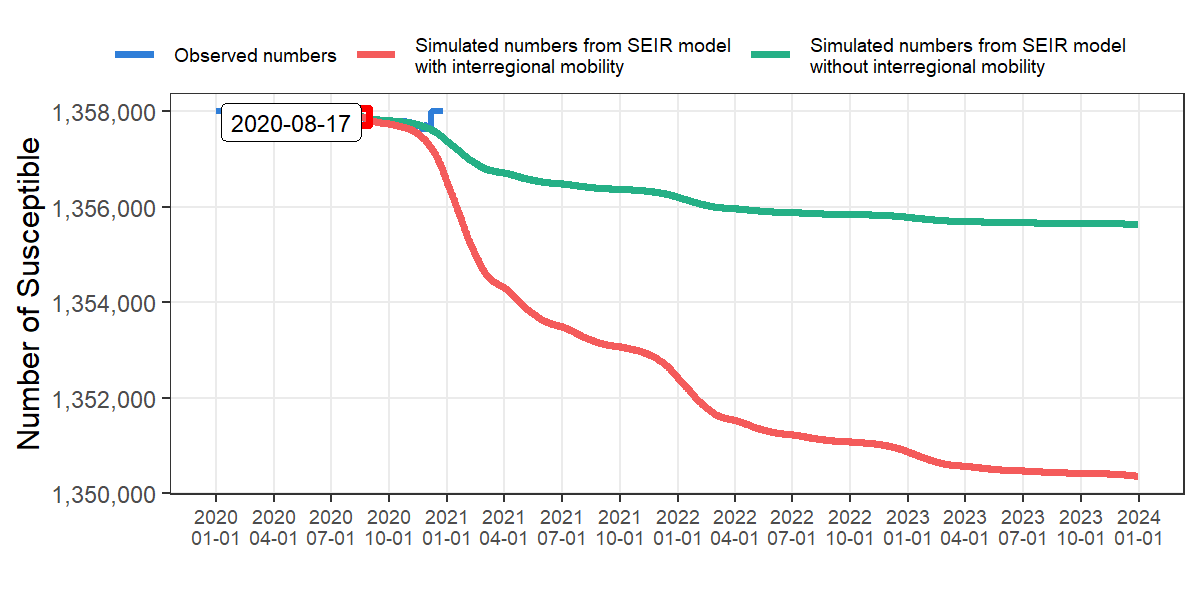 Observed numbers
Simulated numbers from SEIR model
with interregional mobility
Simulated numbers from SEIR model
without interregional mobility
Number of Susceptible
1,358,000
1,356,000
1,354,000
1,352,000
1,350,000
2020-08-17
2020 2020 2020 2020 2021 2021 2021 2021 2022 2022 2022 2022 2023 2023 2023 2023 2024
01-01 04-01 07-01 10-01 01-01 04-01 07-01 10-01 01-01 04-01 07-01 10-01 01-01 04-01 07-01 10-01 01-01